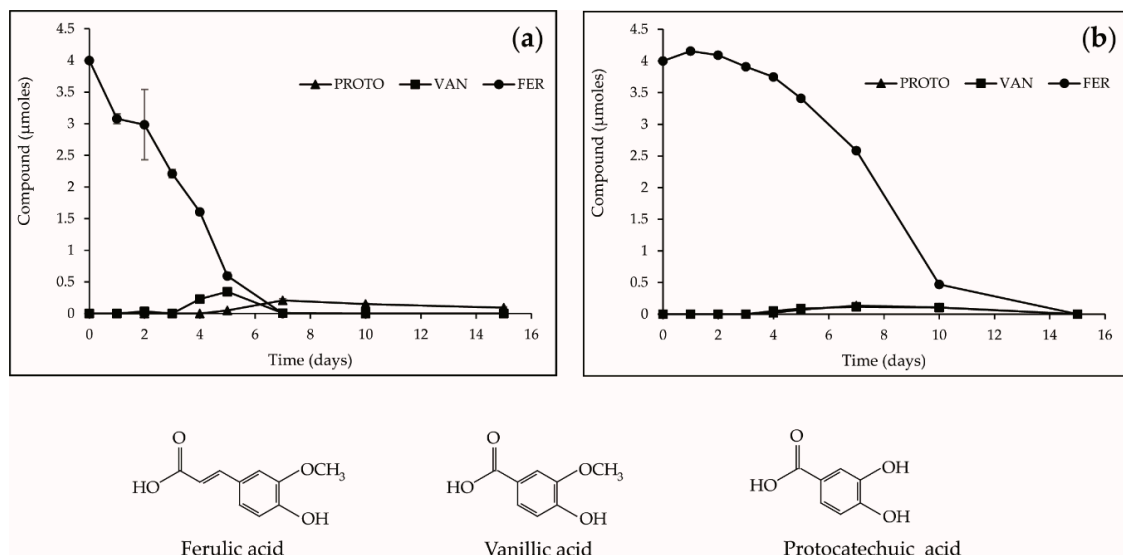 (a)
PROTO VAN FER
Compound (μmoles)
4.5
4
3.5
3
2.5
2
1.5
1
0.5
0
0 2 4 6 8 10 12 14 16
Time (days)
(b)
PROTO VAN FER
Compound (μmoles)
4.5
4
3.5
3
2.5
2
1.5
1
0.5
0
0 2 4 6 8 10 12 14 16
Time (days)
O
HO
OCH₃
OH
Ferulic acid
O
HO
OCH₃
OH
Vanillic acid
O
HO
OH
OH
Protocatechuic acid